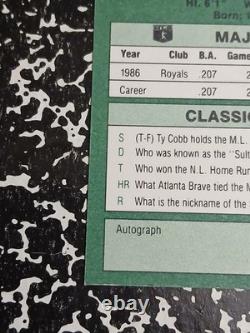 Ht. 6'1"
Born:
MAJ
Year Club B.A. Game
1986 Royals .207
Career .207
CLASSIC
S (T-F) Ty Cobb holds the M.L.
D Who was known as the "Sult
T Who won the N.L. Home Run
HR What Atlanta Brave tied the M
R What is the nickname of the
Autograph